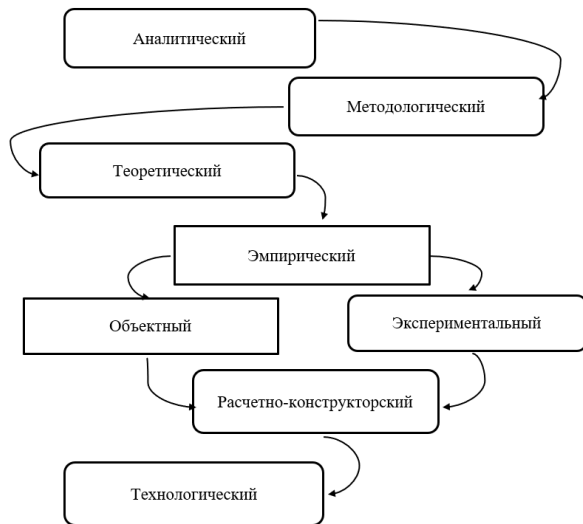 Аналитический
Методологический
Теоретический
Эмпирический
Объектный
Экспериментальный
Расчетно-конструкторский
Технологический